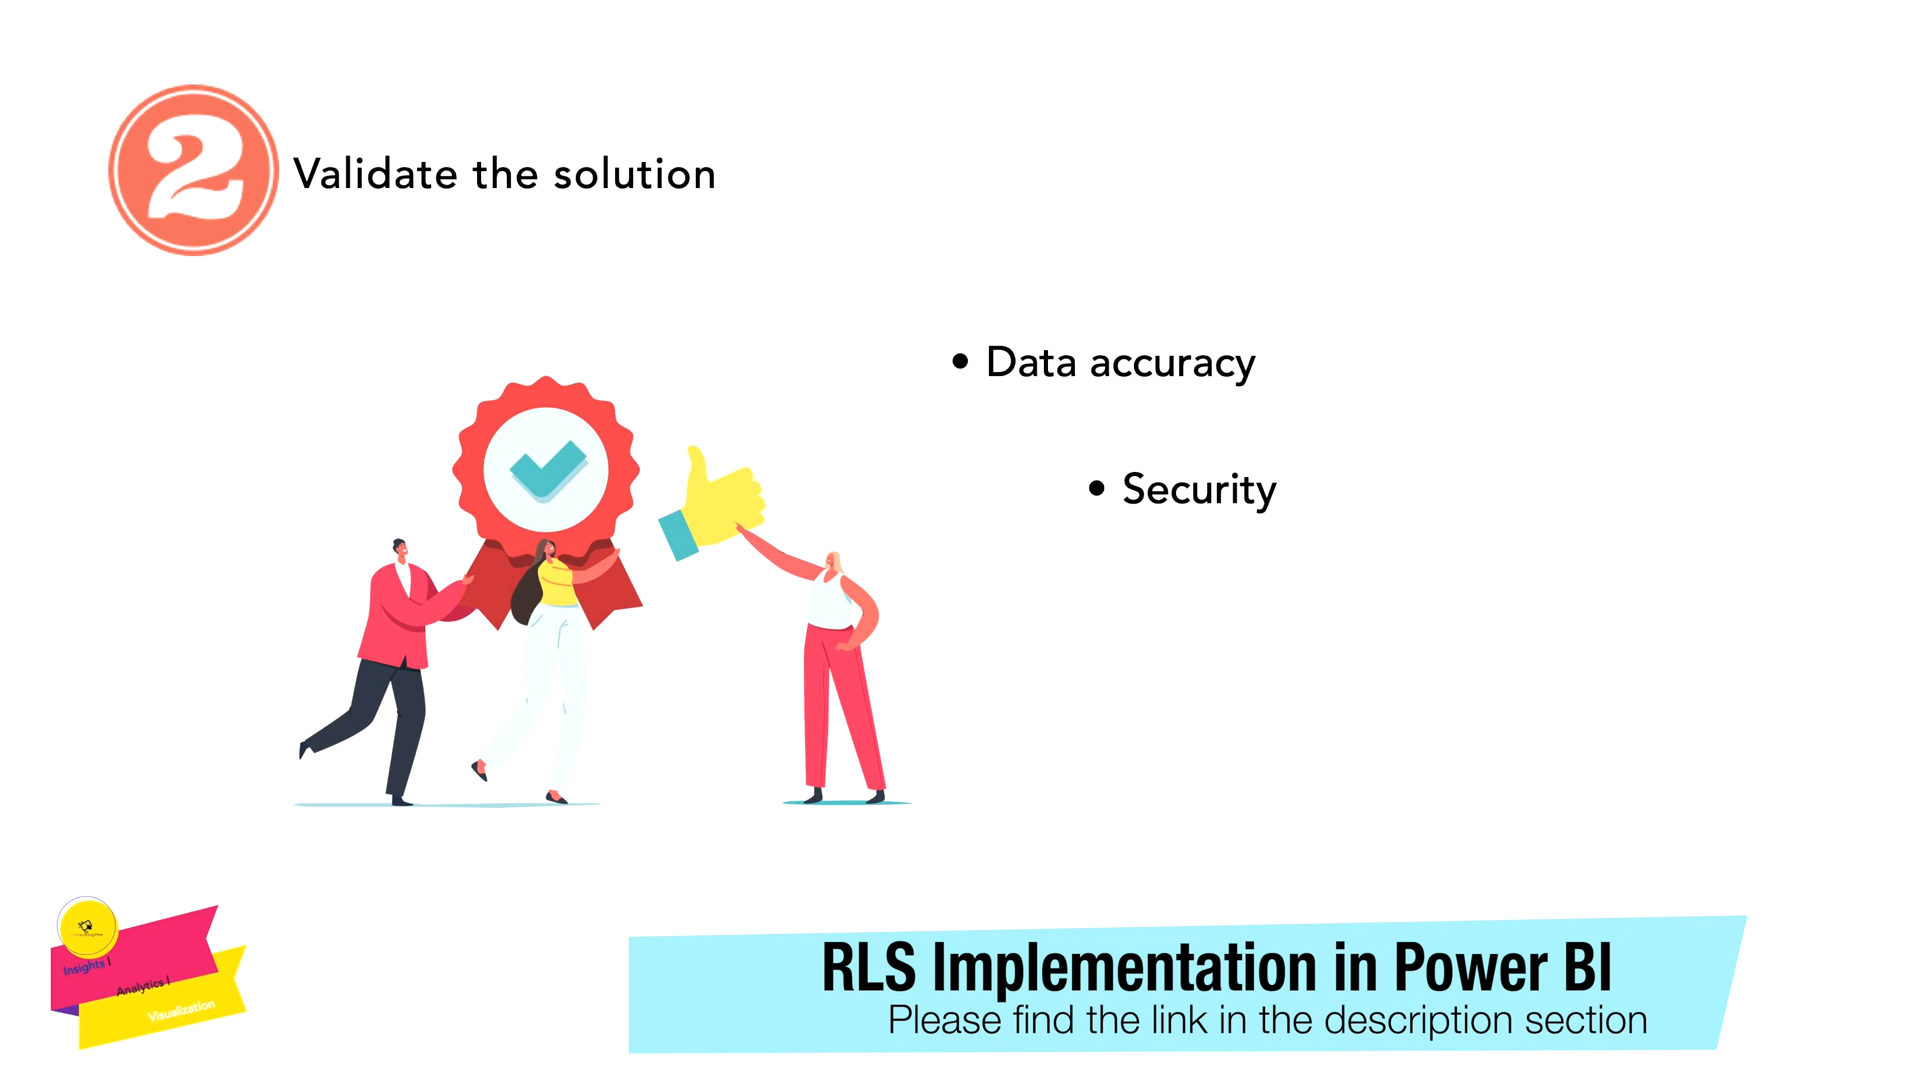 2
Validate the solution
• Data accuracy
• Security
Insights |
Analytics |
Visualization
RLS Implementation in Power BI
Please find the link in the description section